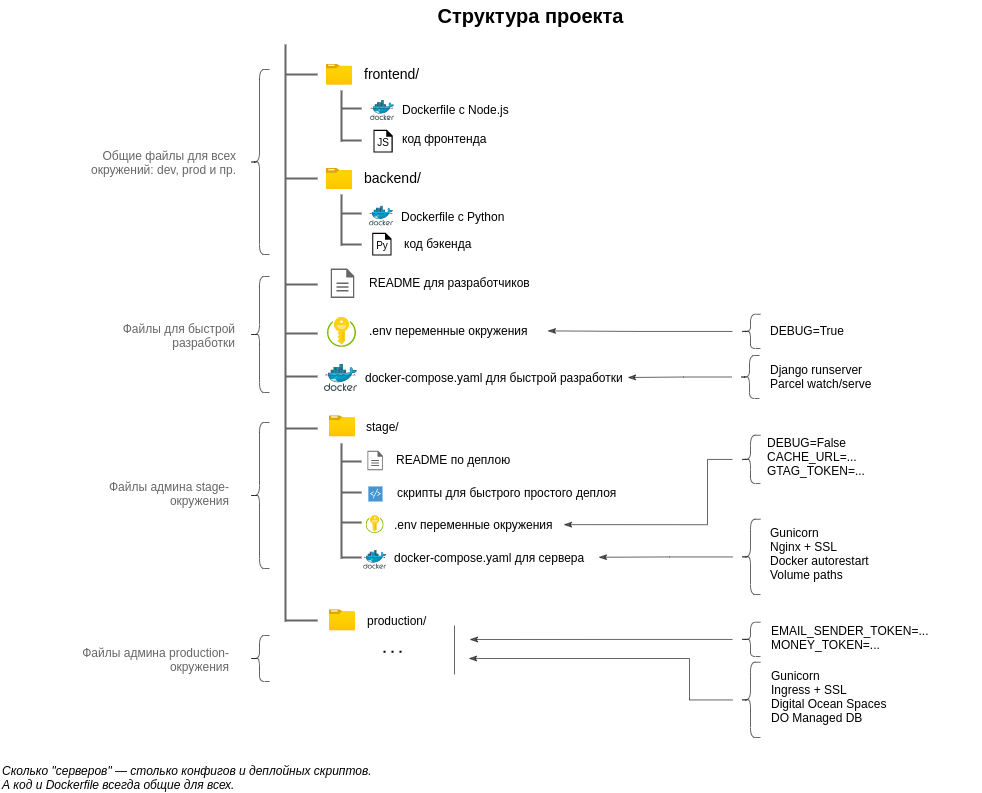 Структура проекта
frontend/
docker
Dockerfile с Node.js
JS
код фронтенда
Общие файлы для всех
окружений: dev, prod и пр.
backend/
docker
Dockerfile с Python
Py
код бэкенда
README для разработчиков
Файлы для быстрой
разработки
.env переменные окружения
DEBUG=True
docker
docker-compose.yaml для быстрой разработки
Django runserver
Parcel watch/serve
stage/
README по деплою
DEBUG=False
CACHE_URL=...
GTAG_TOKEN=...
Файлы админа stage-
окружения
скрипты для быстрого простого деплоя
.env переменные окружения
docker
docker-compose.yaml для сервера
Gunicorn
Nginx + SSL
Docker autorestart
Volume paths
production/
...
Файлы админа production-
окружения
EMAIL_SENDER_TOKEN=...
MONEY_TOKEN=...
Gunicorn
Ingress + SSL
Digital Ocean Spaces
DO Managed DB
Сколько "серверов" — столько конфигов и деплойных скриптов.
А код и Dockerfile всегда общие для всех.